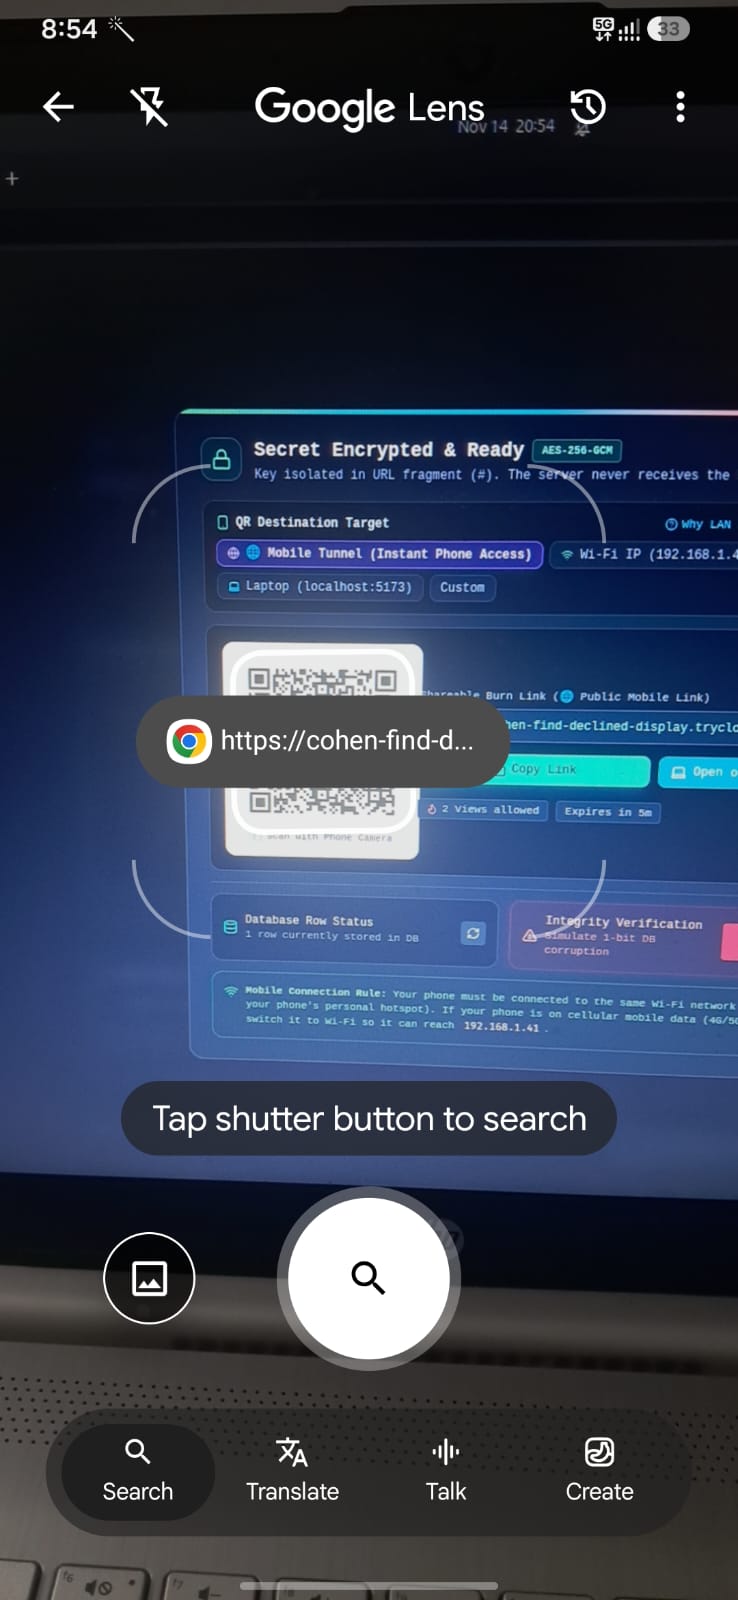 8:54
5G
33
Google Lens
Nov 14 20:54
+
Secret Encrypted & Ready AES-256-GCM
Key isolated in URL fragment (#). The server never receives the
QR Destination Target
Why LAN
Mobile Tunnel (Instant Phone Access)
Wi-Fi IP (192.168.1.4
Laptop (localhost:5173)
Custom
Shareable Burn Link (🌐 Public Mobile Link)
https://cohen-find-d...
hen-find-declined-display.tryclo
Copy Link
Open o
2 Views allowed
Expires in 5m
Scan with Phone Camera
Database Row Status
1 row currently stored in DB
Integrity Verification
Simulate 1-bit DB
corruption
Mobile Connection Rule: Your phone must be connected to the same Wi-Fi network
your phone's personal hotspot). If your phone is on cellular mobile data (4G/5G
switch it to Wi-Fi so it can reach 192.168.1.41 .
Tap shutter button to search
Search
Translate
Talk
Create
f6
f7